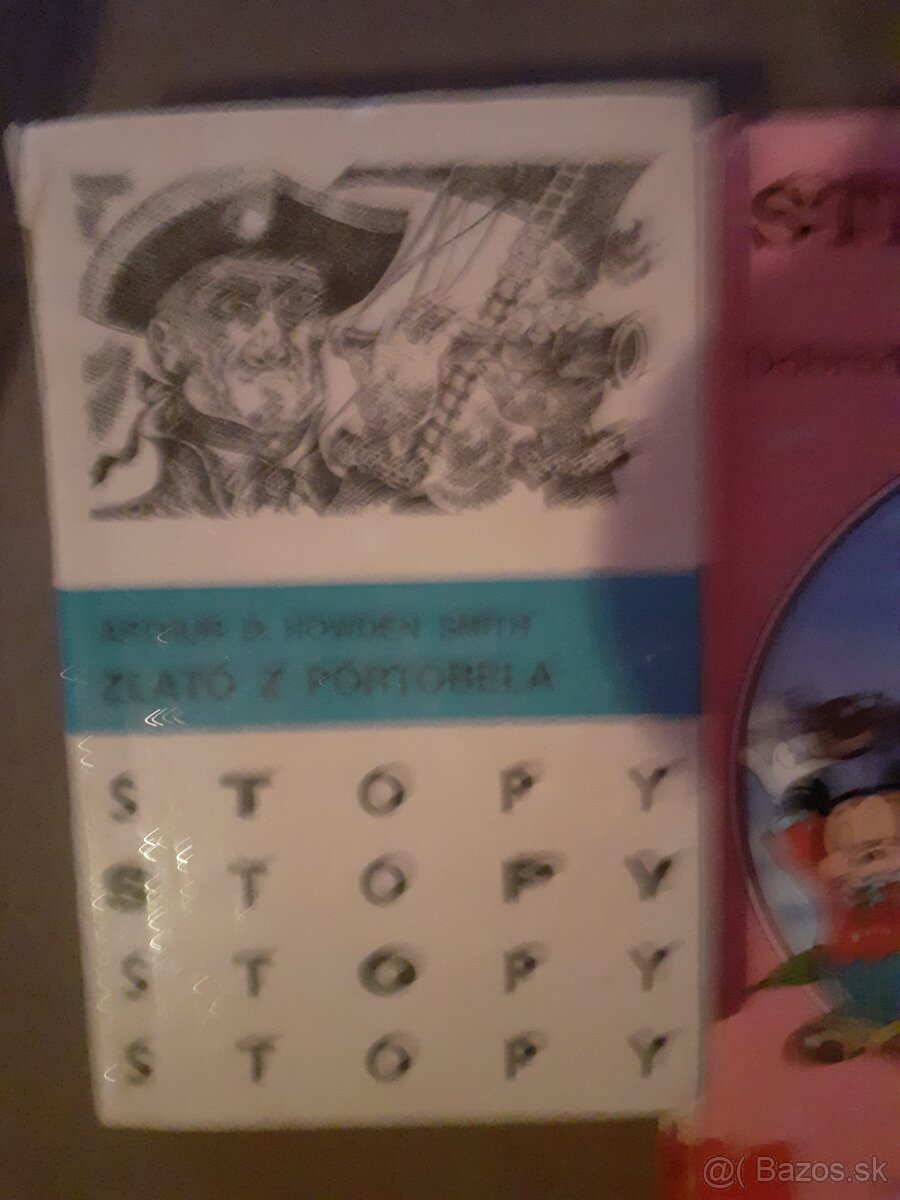 ARTHUR D. HOWDEN SMITH
ZLATO Z PORTOBELA
S T O P Y
S T O P Y
S T O P Y
S T O P Y
@( Bazos.sk